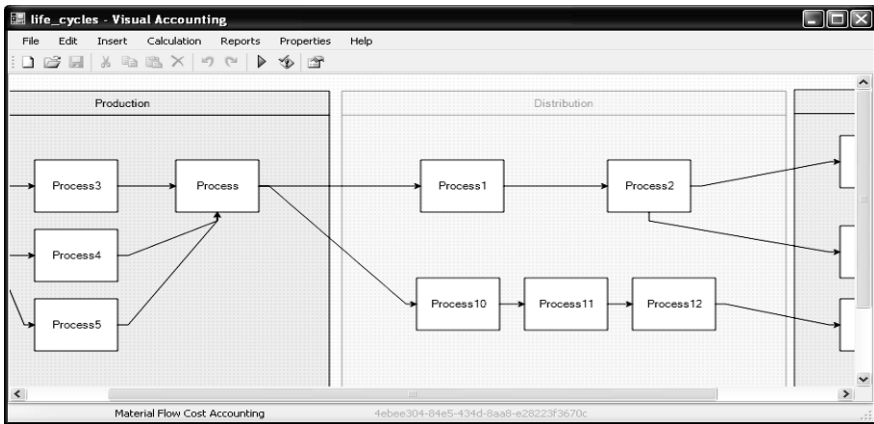 life_cycles - Visual Accounting
File Edit Insert Calculation Reports Properties Help
Production
Distribution
Process3
Process
Process1
Process2
Process4
Process10
Process11
Process12
Process5
Material Flow Cost Accounting
4ebee304-84e5-434d-8aa8-e28223f3670c